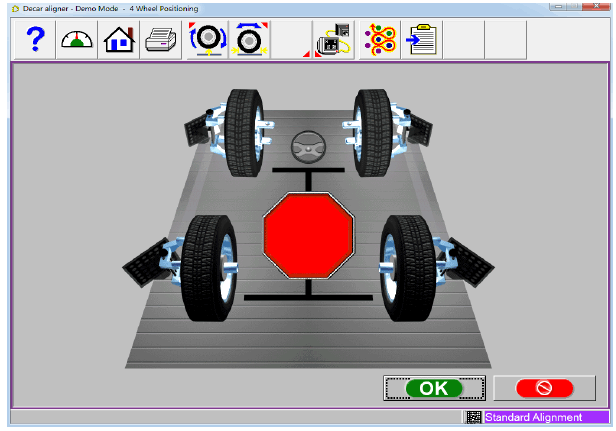 Decar aligner - Demo Mode - 4 Wheel Positioning
?
OK
Standard Alignment